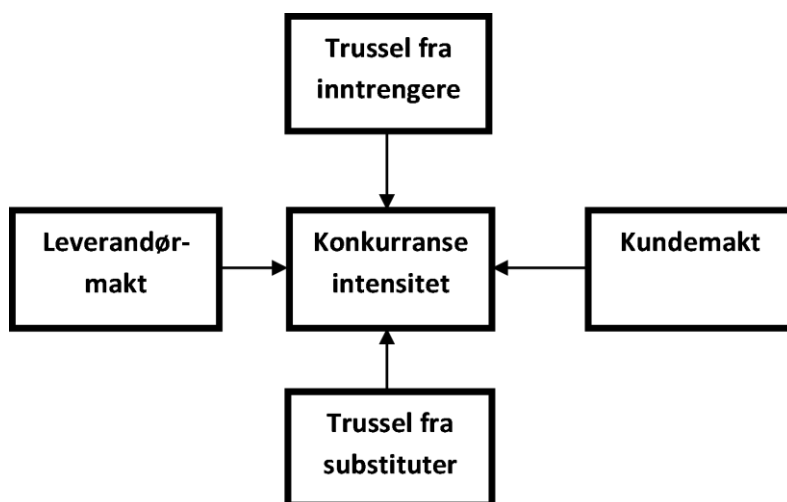 Trussel fra
inntrengere
Leverandør-
makt
Konkurranse
intensitet
Kundemakt
Trussel fra
substituter